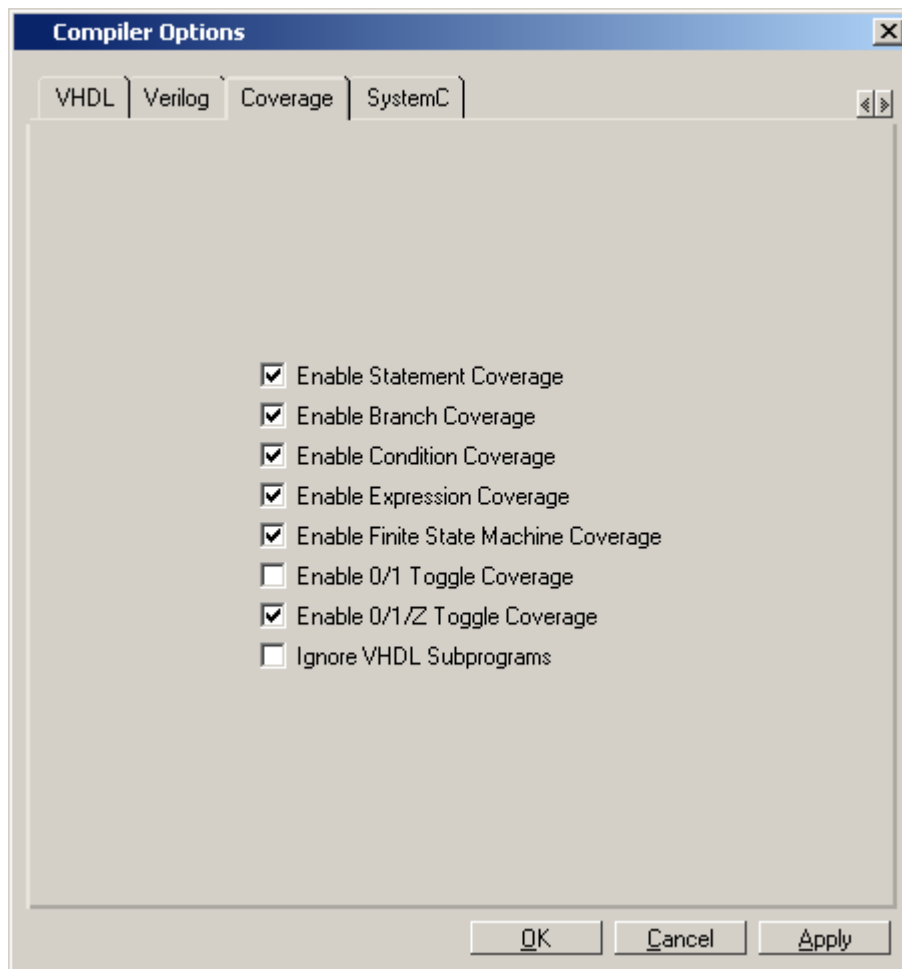 Compiler Options
VHDL Verilog Coverage SystemC
Enable Statement Coverage
Enable Branch Coverage
Enable Condition Coverage
Enable Expression Coverage
Enable Finite State Machine Coverage
Enable 0/1 Toggle Coverage
Enable 0/1/Z Toggle Coverage
Ignore VHDL Subprograms
OK Cancel Apply